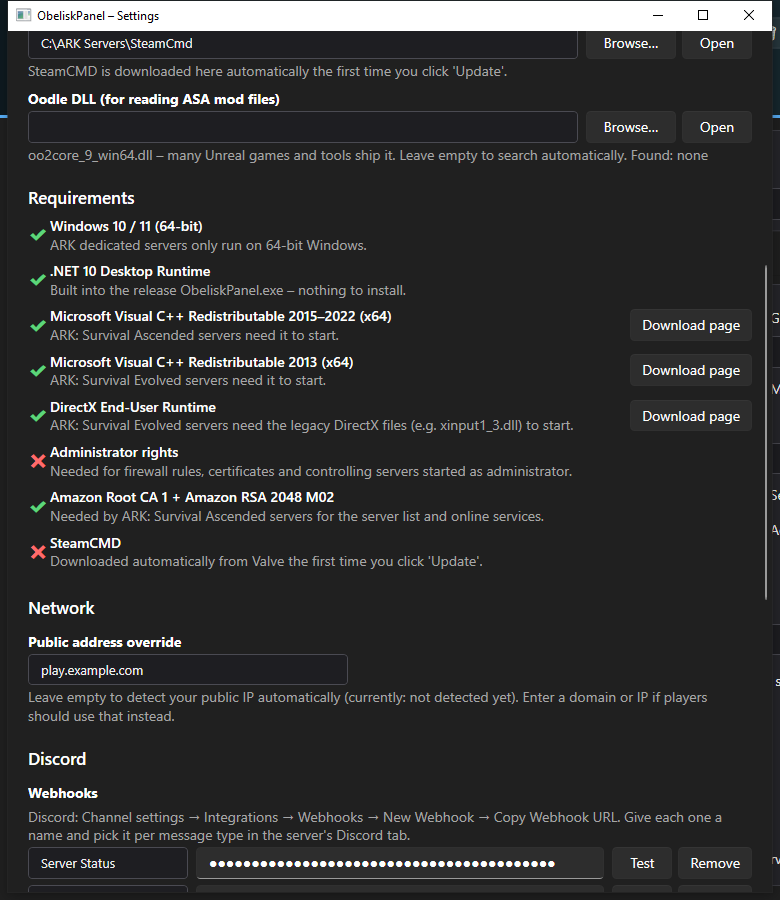 ObeliskPanel – Settings
C:\ARK Servers\SteamCmd
Browse...
Open
SteamCMD is downloaded here automatically the first time you click 'Update'.
Oodle DLL (for reading ASA mod files)
Browse...
Open
oo2core_9_win64.dll – many Unreal games and tools ship it. Leave empty to search automatically. Found: none
Requirements
Windows 10 / 11 (64-bit)
ARK dedicated servers only run on 64-bit Windows.
.NET 10 Desktop Runtime
Built into the release ObeliskPanel.exe – nothing to install.
Microsoft Visual C++ Redistributable 2015–2022 (x64)
ARK: Survival Ascended servers need it to start.
Download page
Microsoft Visual C++ Redistributable 2013 (x64)
ARK: Survival Evolved servers need it to start.
Download page
DirectX End-User Runtime
ARK: Survival Evolved servers need the legacy DirectX files (e.g. xinput1_3.dll) to start.
Download page
Administrator rights
Needed for firewall rules, certificates and controlling servers started as administrator.
Amazon Root CA 1 + Amazon RSA 2048 M02
Needed by ARK: Survival Ascended servers for the server list and online services.
SteamCMD
Downloaded automatically from Valve the first time you click 'Update'.
Network
Public address override
play.example.com
Leave empty to detect your public IP automatically (currently: not detected yet). Enter a domain or IP if players
should use that instead.
Discord
Webhooks
Discord: Channel settings → Integrations → Webhooks → New Webhook → Copy Webhook URL. Give each one a
name and pick it per message type in the server's Discord tab.
Server Status
Test
Remove